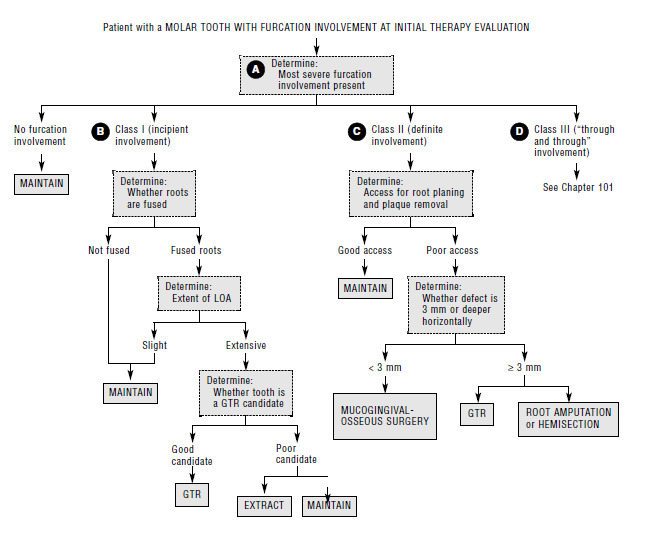 Patient with a MOLAR TOOTH WITH FURCATION INVOLVEMENT AT INITIAL THERAPY EVALUATION
A
Determine:
Most severe furcation
involvement present
No furcation
involvement
B
Class I (incipient
involvement)
C
Class II (definite
involvement)
D
Class III (“through
and through”
involvement)
MAINTAIN
Determine:
Whether roots
are fused
Determine:
Access for root planing
and plaque removal
See Chapter 101
Not fused
Fused roots
Good access
Poor access
Determine:
Extent of LOA
MAINTAIN
Determine:
Whether defect is
3 mm or deeper
horizontally
Slight
Extensive
< 3 mm
≥ 3 mm
MAINTAIN
Determine:
Whether tooth is
a GTR candidate
MUCOGINGIVAL-
OSSEOUS SURGERY
GTR
ROOT AMPUTATION
or HEMISECTION
Good
candidate
Poor
candidate
GTR
EXTRACT
MAINTAIN